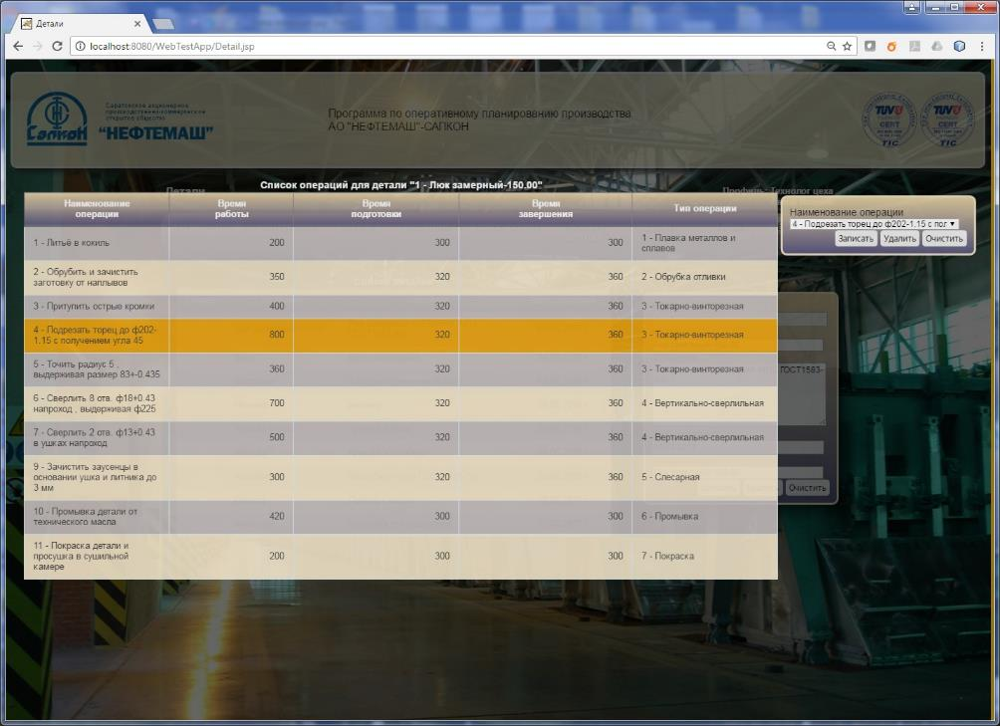 Детали
localhost:8080/WebTestApp/Detail.jsp
Саратовское акционерное
производственно-коммерческое
открытое общество
Сапкон
"НЕФТЕМАШ"
Программа по оперативному планированию производства
АО "НЕФТЕМАШ"-САПКОН
TUV
CERT
TIC
TUV
CERT
TIC
Детали
Профиль: Технолог цеха
Список операций для детали "1 - Люк замерный-150.00"
Наименование операции
Время работы
Время подготовки
Время завершения
Тип операции
1 - Литьё в кокиль 200 300 300 1 - Плавка металлов и
сплавов
2 - Обрубить и зачистить
заготовку от наплывов 350 320 360 2 - Обрубка отливки
3 - Притупить острые кромки 400 320 360 3 - Токарно-винторезная
4 - Подрезать торец до ф202-
1.15 с получением угла 45 800 320 360 3 - Токарно-винторезная
5 - Точить радиус 5 ,
выдерживая размер 83+-0.435 360 320 360 3 - Токарно-винторезная
6 - Сверлить 8 отв. ф18+0.43
напроход , выдерживая ф225 700 320 360 4 - Вертикально-сверлильная
7 - Сверлить 2 отв. ф13+0.43
в ушках напроход 500 320 360 4 - Вертикально-сверлильная
9 - Зачистить заусенцы в
основании ушка и литника до
3 мм 300 320 360 5 - Слесарная
10 - Промывка детали от
технического масла 420 300 300 6 - Промывка
11 - Покраска детали и
просушка в сушильной
камере 200 300 300 7 - Покраска
Наименование операции
4 - Подрезать торец до ф202-1.15 с пол
Записать Удалить Очистить
ГОСТ1583-
Очистить